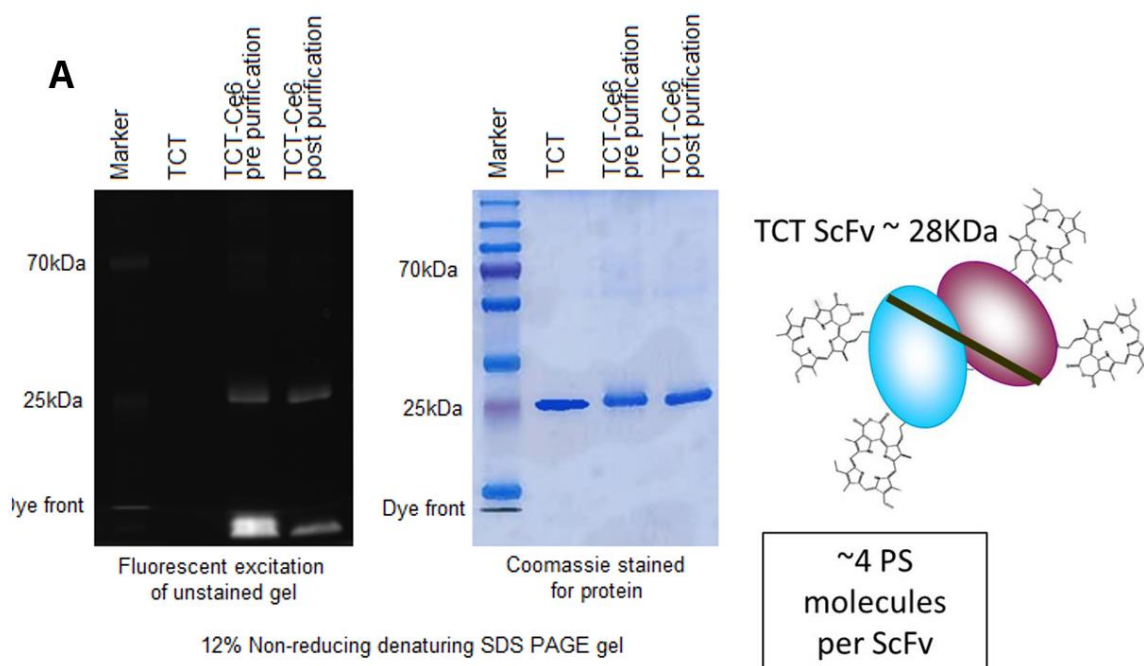 A
Marker
TCT
TCT-Ce6
pre purification
TCT-Ce6
post purification
70kDa
25kDa
Dye front
Fluorescent excitation
of unstained gel
Marker
TCT
TCT-Ce6
pre purification
TCT-Ce6
post purification
70kDa
25kDa
Dye front
Coomassie stained
for protein
12% Non-reducing denaturing SDS PAGE gel
TCT ScFv ~ 28KDa
~4 PS
molecules
per ScFv